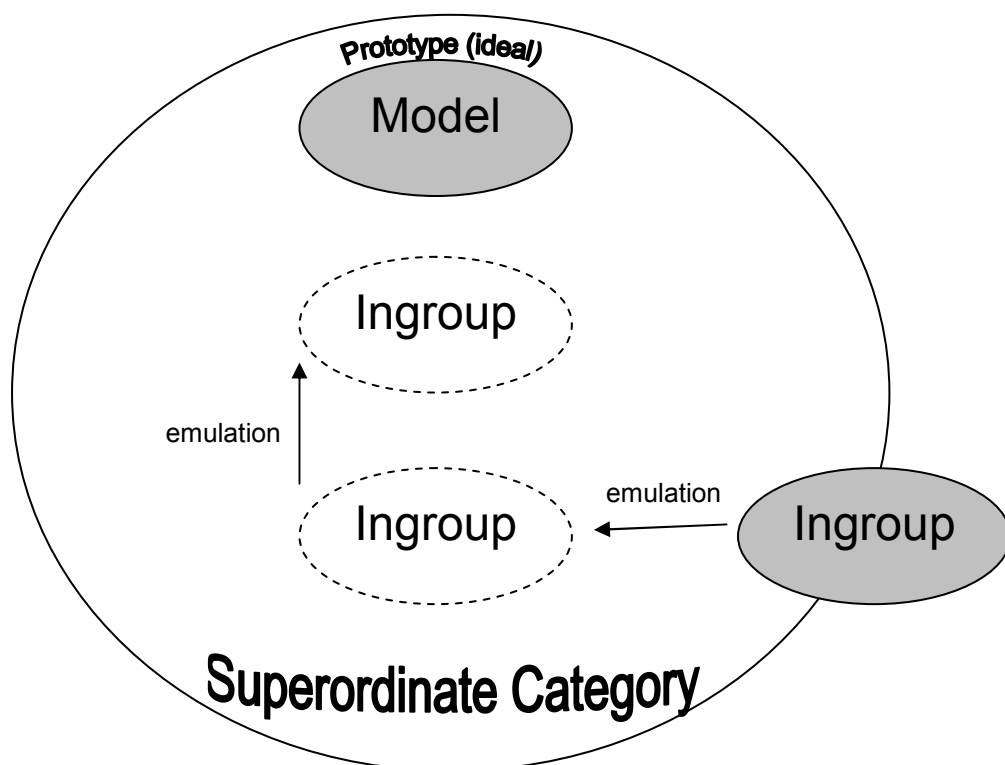 Prototype (ideal)
Model
Ingroup
emulation
emulation
Ingroup
Ingroup
Superordinate Category